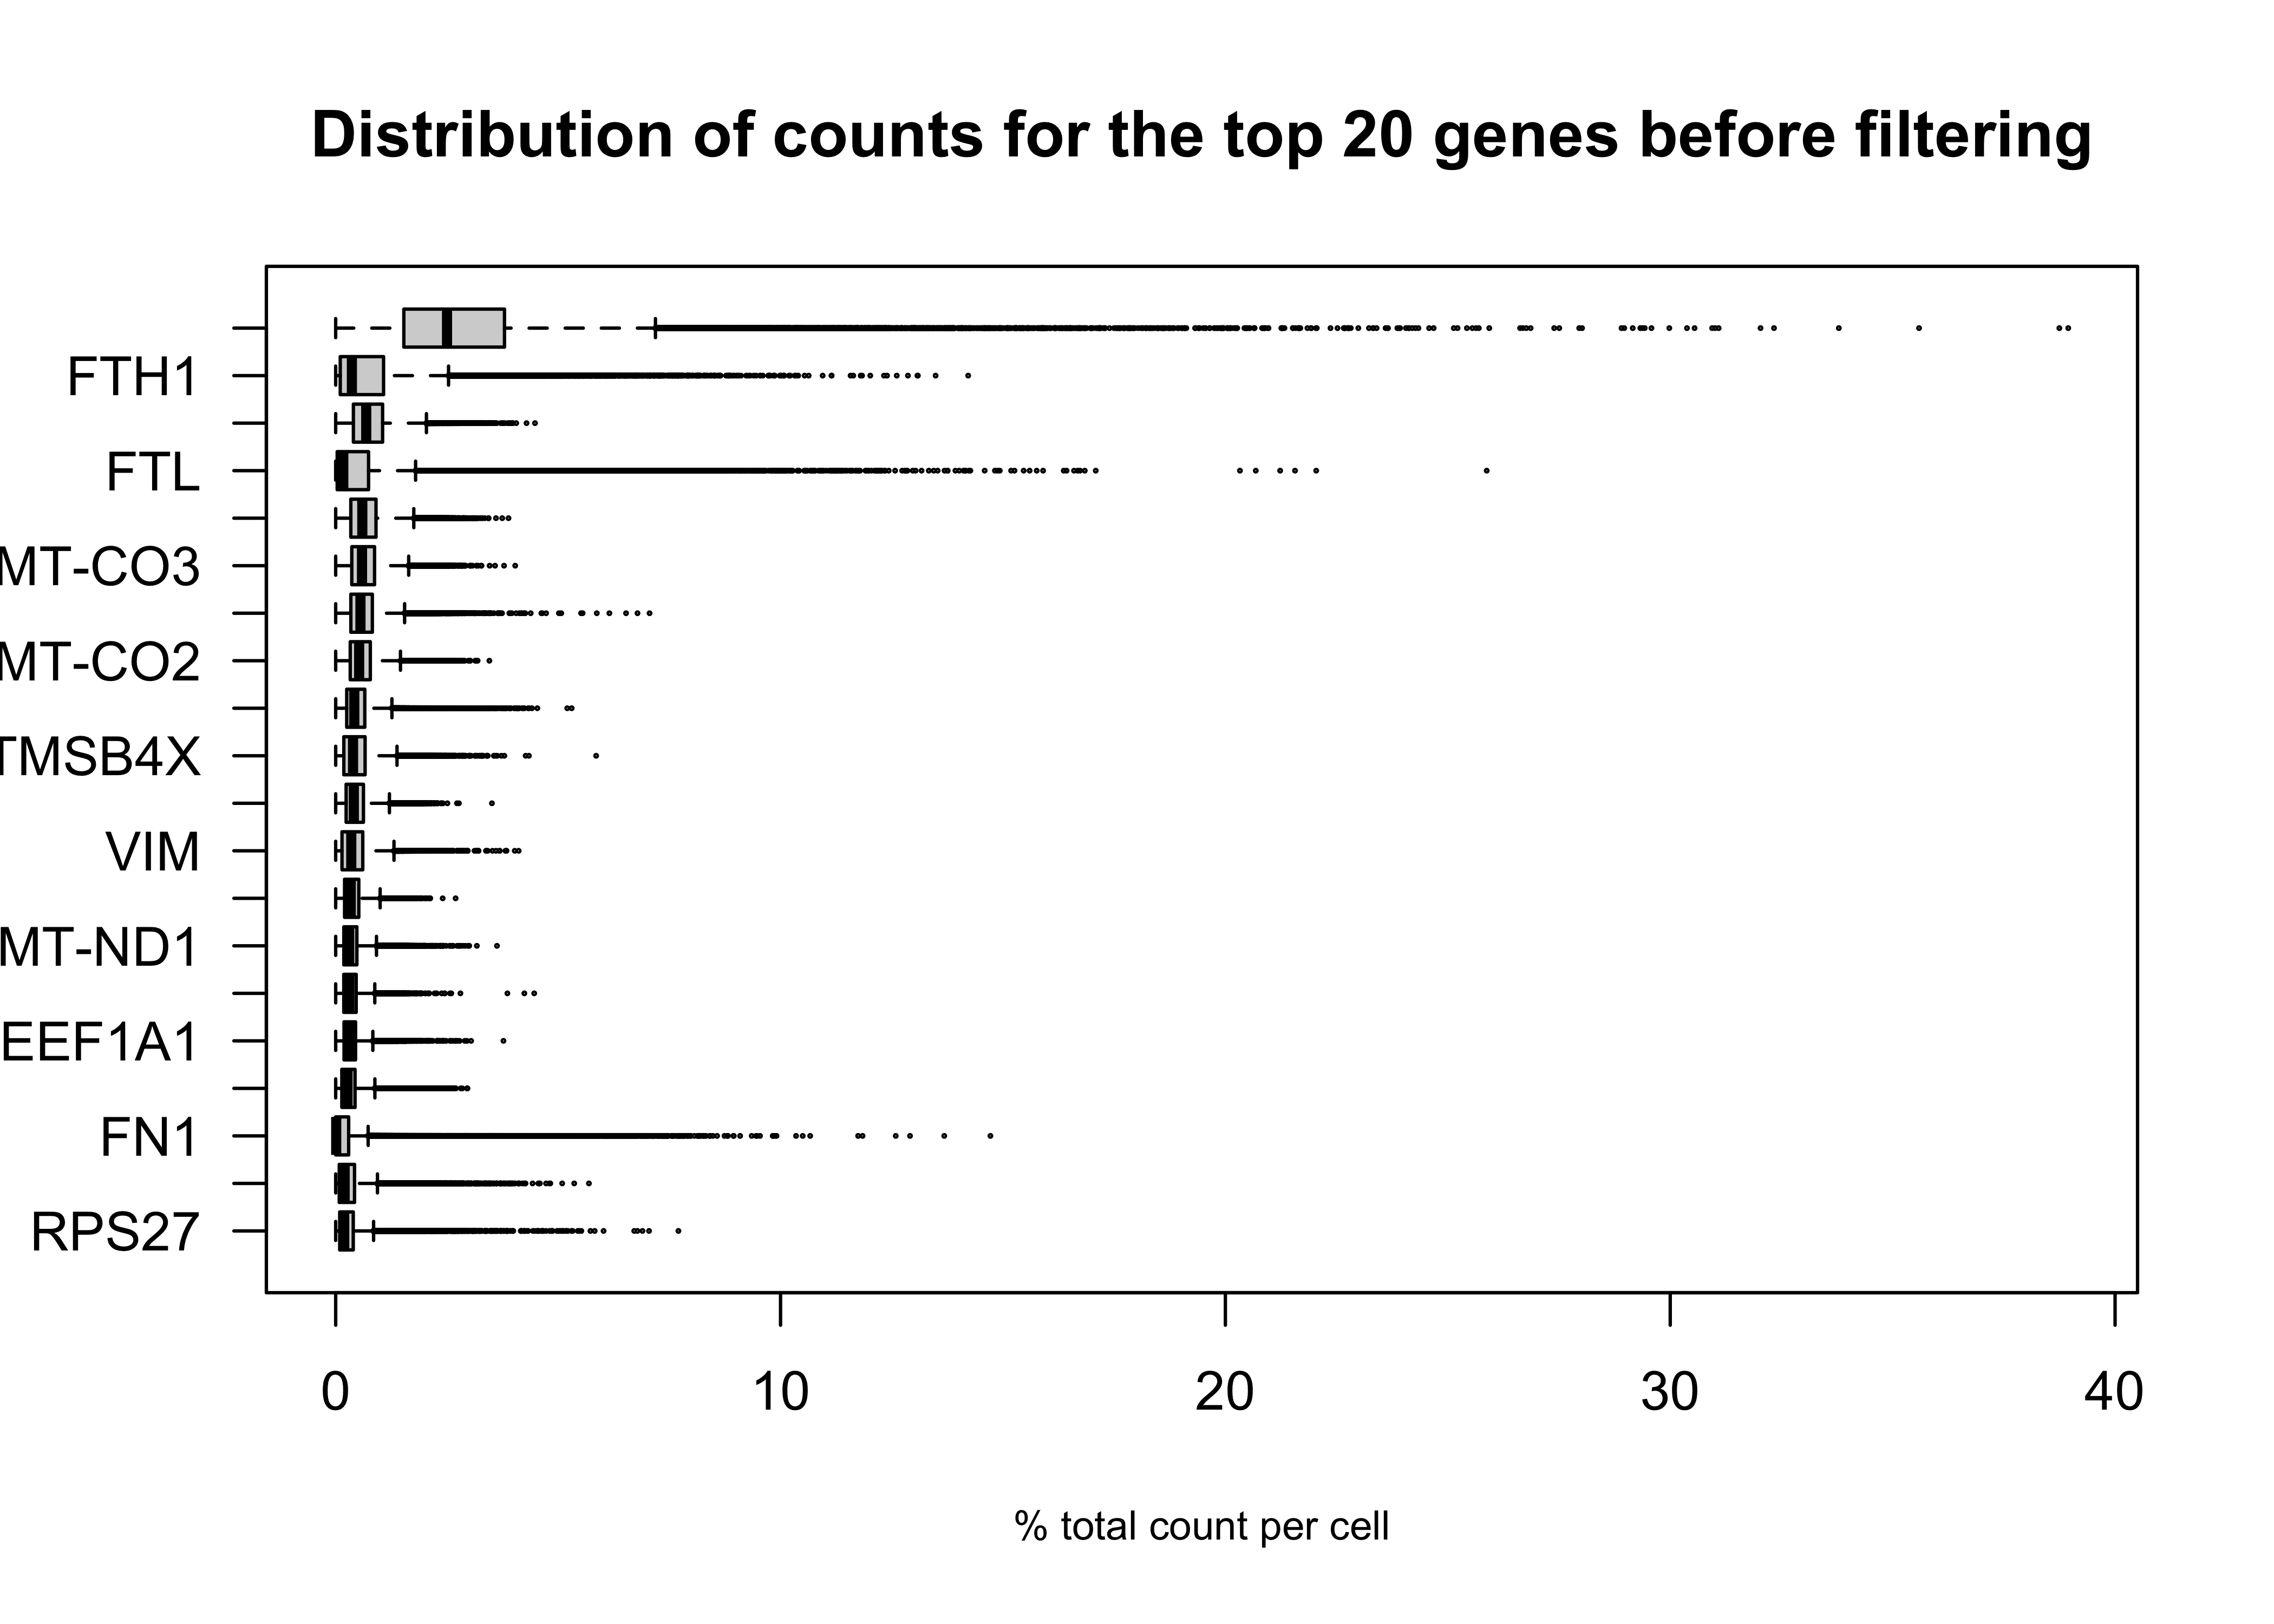 Distribution of counts for the top 20 genes before filtering
FTH1
FTL
MT-CO3
MT-CO2
TMSB4X
VIM
MT-ND1
EEF1A1
FN1
RPS27
0 10 20 30 40
% total count per cell